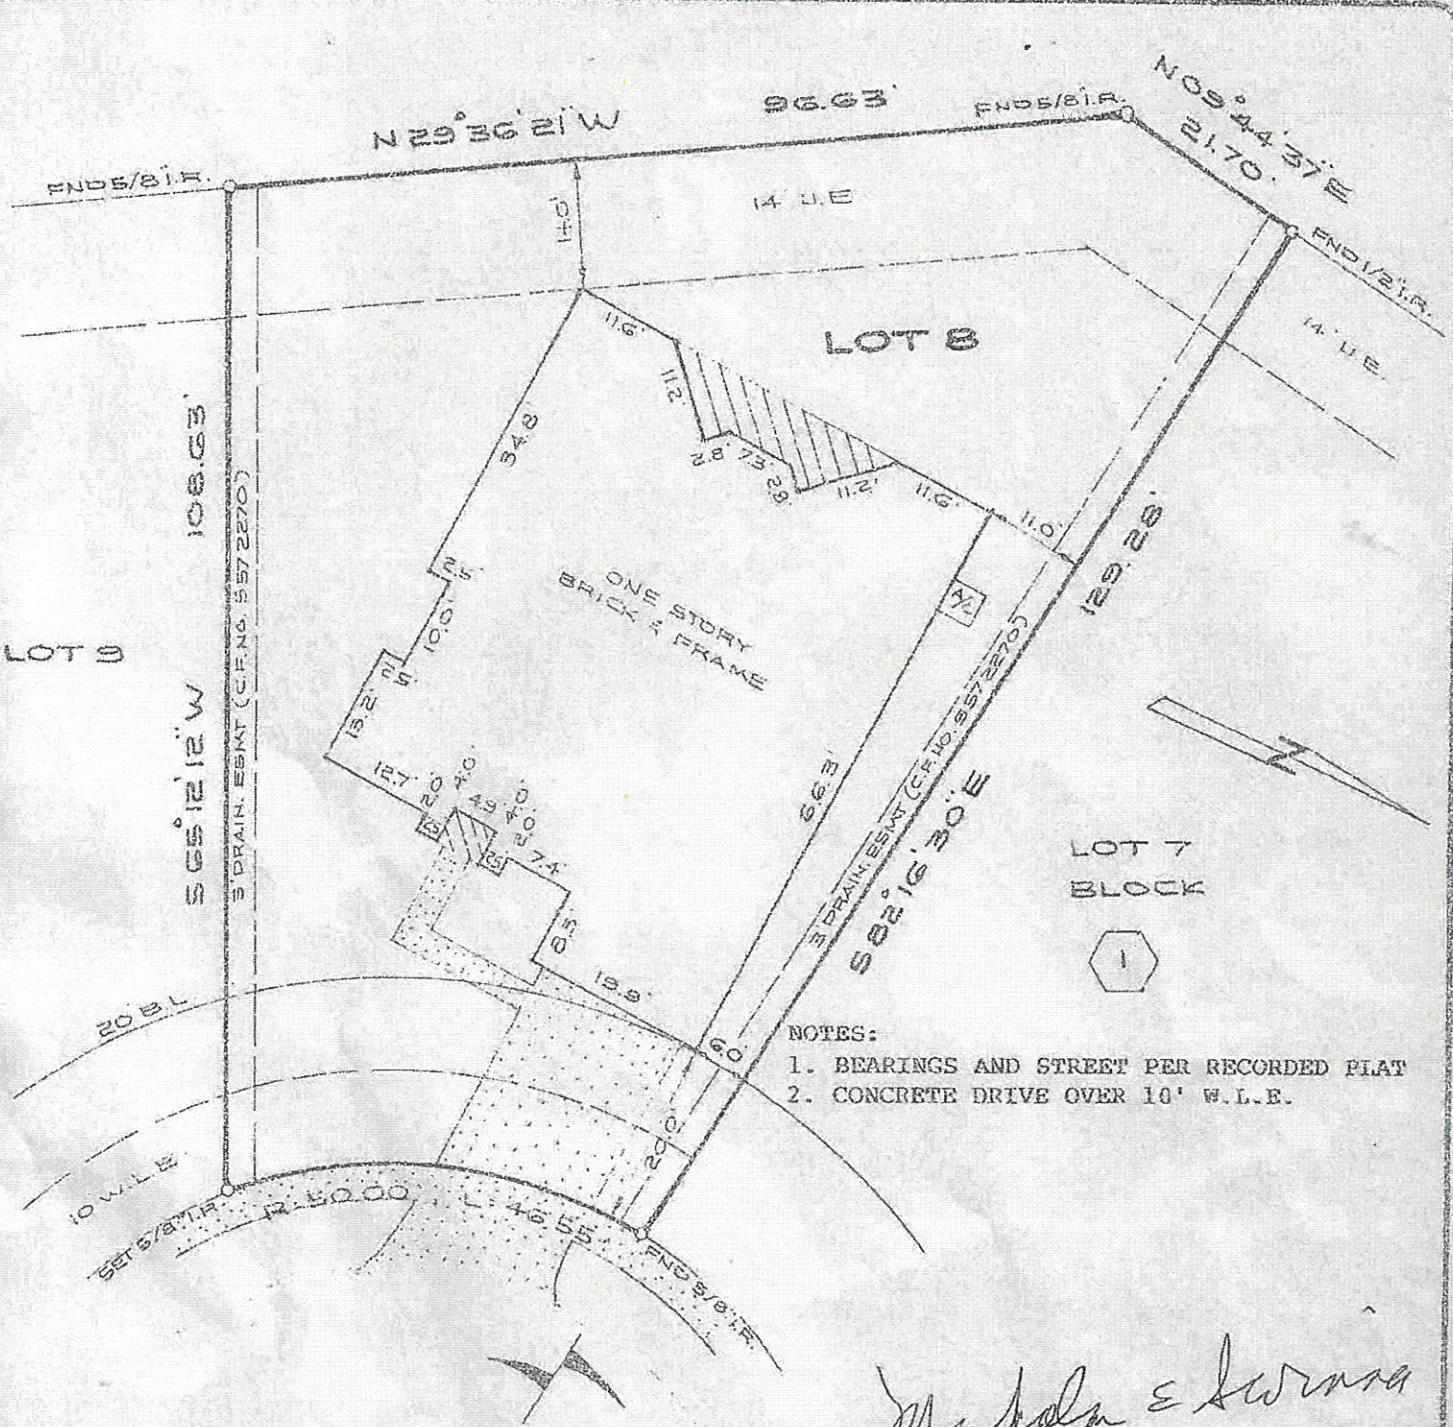 N 29°36'21"W
96.63'
FND 5/8"I.R.
N 09°44'37"E
21.70'
FND 5/8"I.R.
14' U.E
14.0'
FND 1/2"I.R.
14' U.E.
11.6'
LOT 8
11.2'
34.8'
2.8'
7.3'
2.8'
11.2'
11.6'
11.0'
108.63'
129.28'
2.5'
ONE STORY
BRICK & FRAME
A/C
10.0'
LOT 9
2.5'
13.2'
S 65°12'12"W
3' DRAIN. ESMT (C.F. NO. S572270)
12.7'
2.0'
4.0'
4.9'
4.0'
2.0'
7.4'
66.3'
3' DRAIN. ESMT (C.F. NO. S572270)
S 82°16'30"E
N
LOT 7
BLOCK
1
8.5'
19.9'
20' B.L.
6.0'
NOTES:
1. BEARINGS AND STREET PER RECORDED PLAT
2. CONCRETE DRIVE OVER 10' W.L.E.
20.0'
10' W.L.E.
SET 5/8"I.R.
R=50.00'
L=46.55'
FND 5/8"I.R.